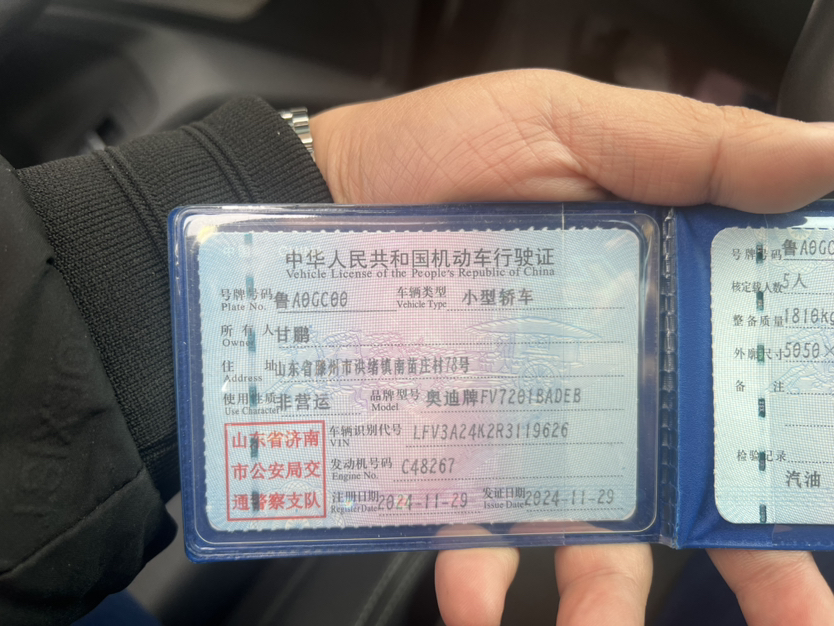 中华人民共和国机动车行驶证
Vehicle License of the People's Republic of China
号牌号码 鲁A0GC00 车辆类型 小型轿车
Plate No. Vehicle Type
所有人 甘鹏
Owner
住址 山东省滕州市洪绪镇南苗庄村78号
Address
使用性质 非营运 品牌型号 奥迪牌FV7201BADEB
Use Character Model
山东省济南
市公安局交
通警察支队
车辆识别代号 LFV3A24K2R3119626
VIN
发动机号码 C48267
Engine No.
注册日期 2024-11-29 发证日期 2024-11-29
Register Date Issue Date
号牌号码 鲁A0GC
核定载人数 5人
整备质量 1810kg
外廓尺寸 5050×
备注
检验记录
汽油